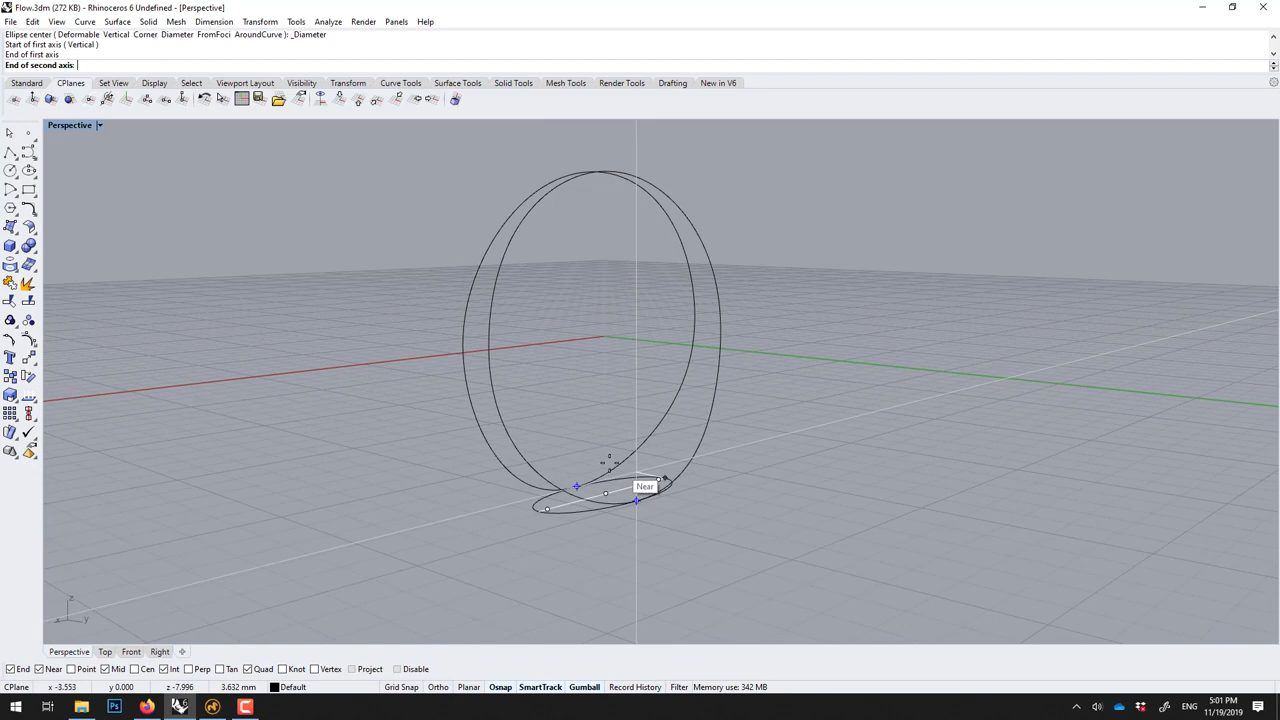 Flow.3dm (272 KB) - Rhinoceros 6 Undefined - [Perspective]
File Edit View Curve Surface Solid Mesh Dimension Transform Tools Analyze Render Panels Help
Ellipse center ( Deformable Vertical Corner Diameter FromFoci AroundCurve ): _Diameter
Start of first axis ( Vertical )
End of first axis
End of second axis:
Standard CPlanes Set View Display Select Viewport Layout Visibility Transform Curve Tools Surface Tools Solid Tools Mesh Tools Render Tools Drafting New in V6
Perspective
Near
z
x y
Perspective Top Front Right
End Near Point Mid Cen Int Perp Tan Quad Knot Vertex Project Disable
CPlane x -3.553 y 0.000 z -7.996 3.632 mm Default Grid Snap Ortho Planar Osnap SmartTrack Gumball Record History Filter Memory use: 342 MB
Ps ENG 5:01 PM
11/19/2019